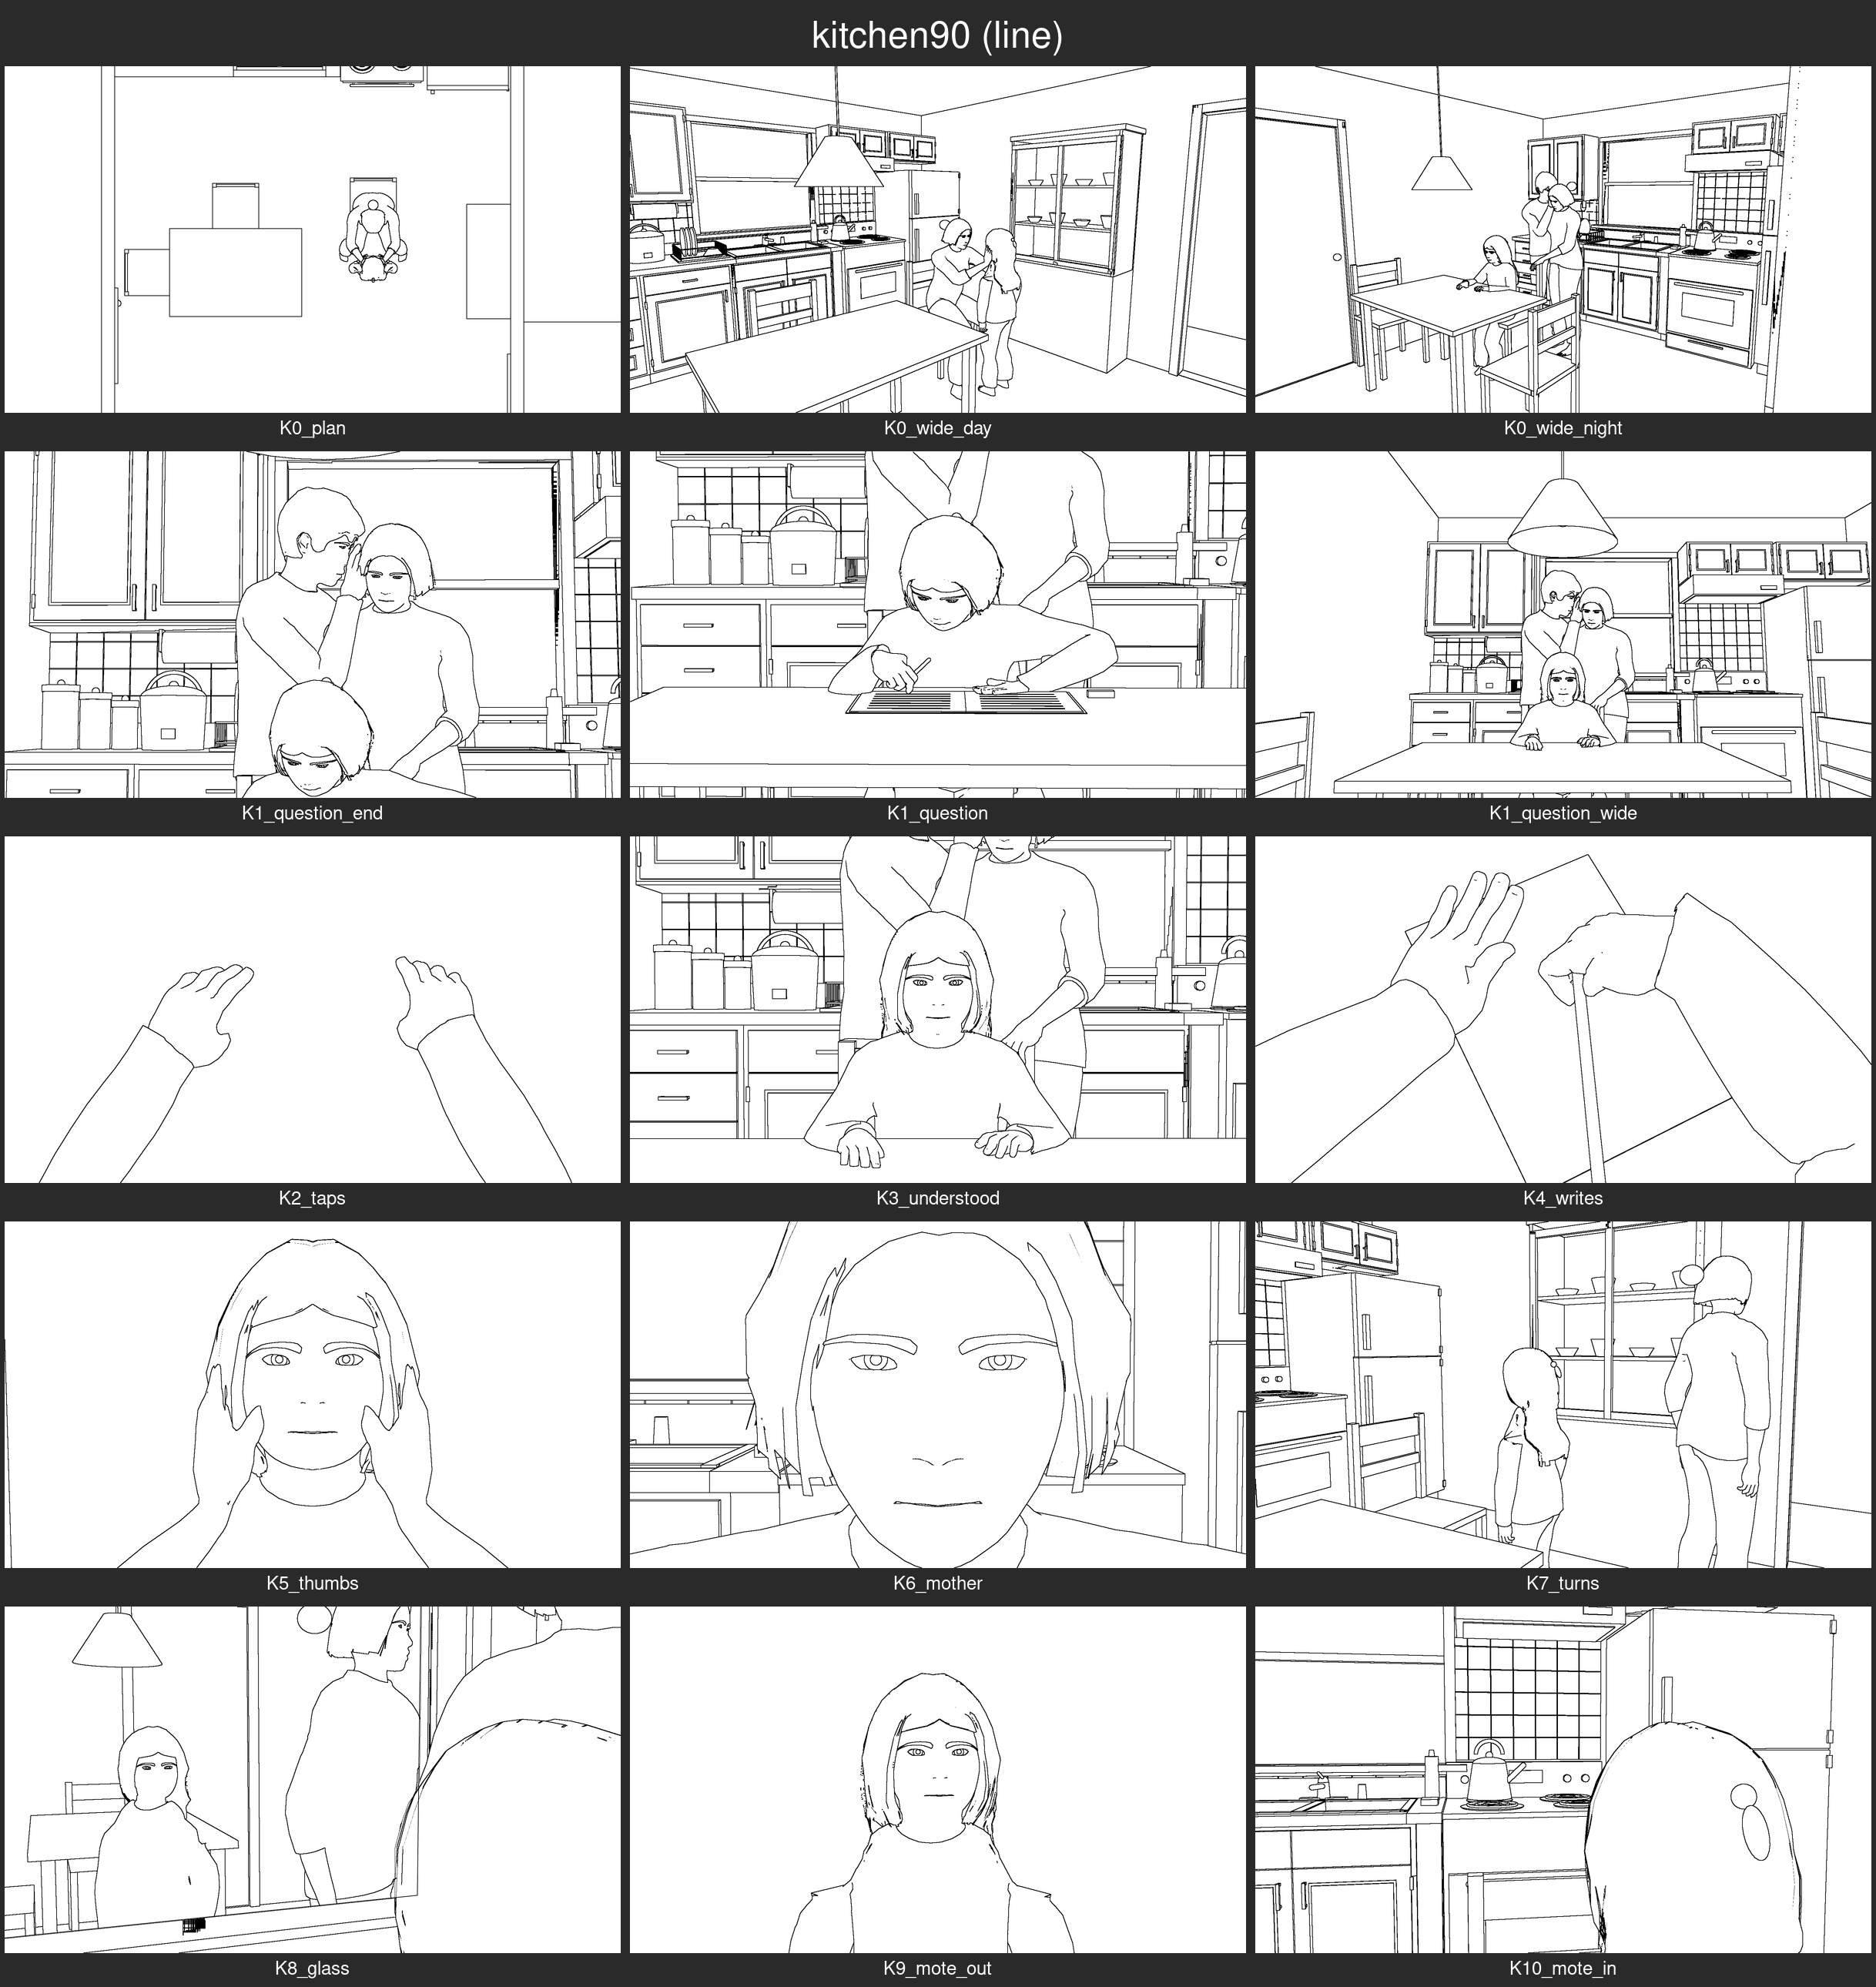 kitchen90 (line)
K0_plan
K0_wide_day
K0_wide_night
K1_question_end
K1_question
K1_question_wide
K2_taps
K3_understood
K4_writes
K5_thumbs
K6_mother
K7_turns
K8_glass
K9_mote_out
K10_mote_in